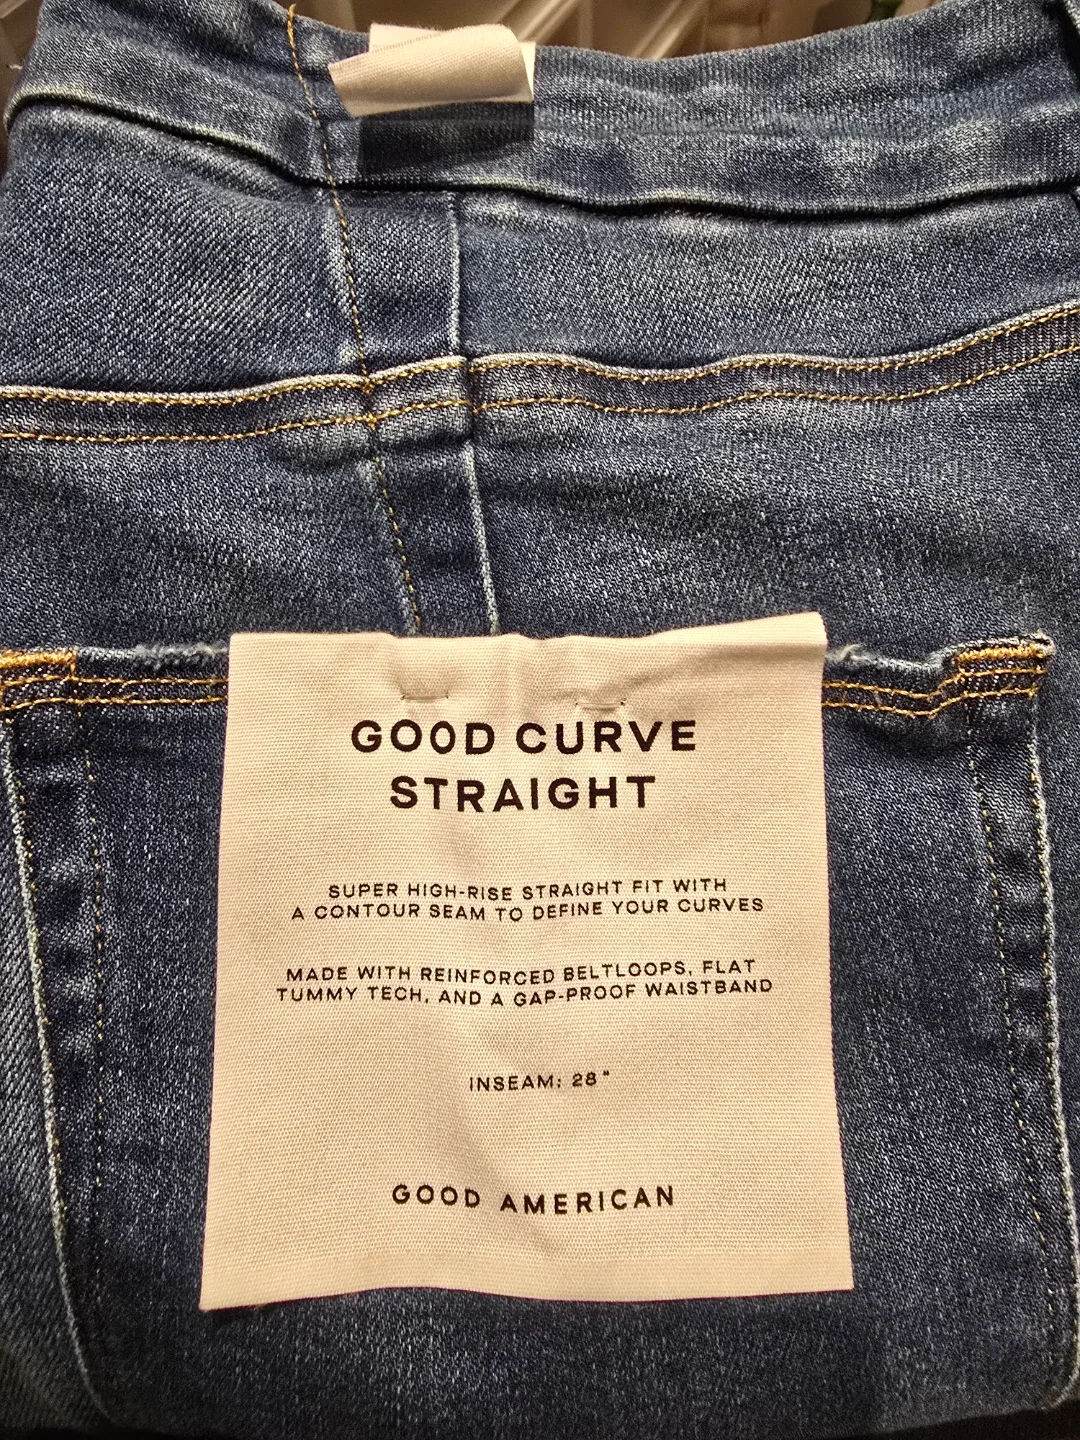 GOOD CURVE
STRAIGHT
SUPER HIGH-RISE STRAIGHT FIT WITH
A CONTOUR SEAM TO DEFINE YOUR CURVES
MADE WITH REINFORCED BELTLOOPS, FLAT
TUMMY TECH, AND A GAP-PROOF WAISTBAND
INSEAM: 28"
GOOD AMERICAN